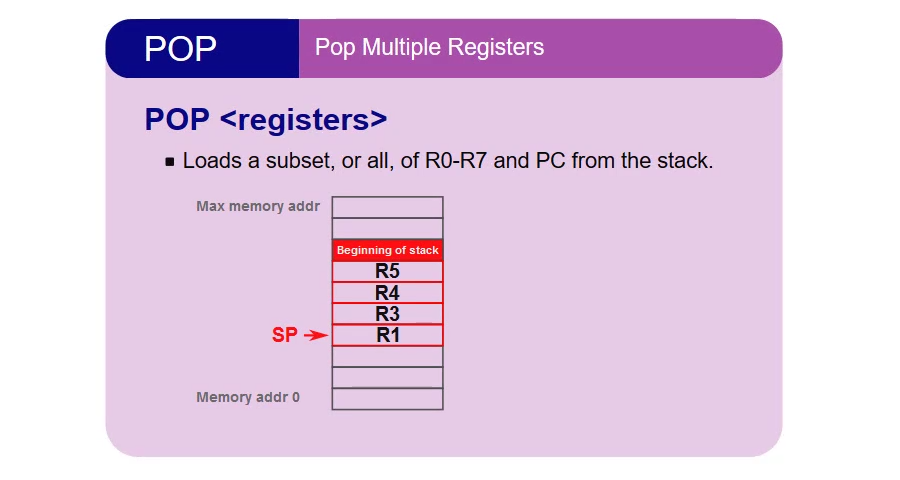 POP
Pop Multiple Registers
POP <registers>
▪ Loads a subset, or all, of R0-R7 and PC from the stack.
Max memory addr
Beginning of stack
R5
R4
R3
SP
R1
Memory addr 0